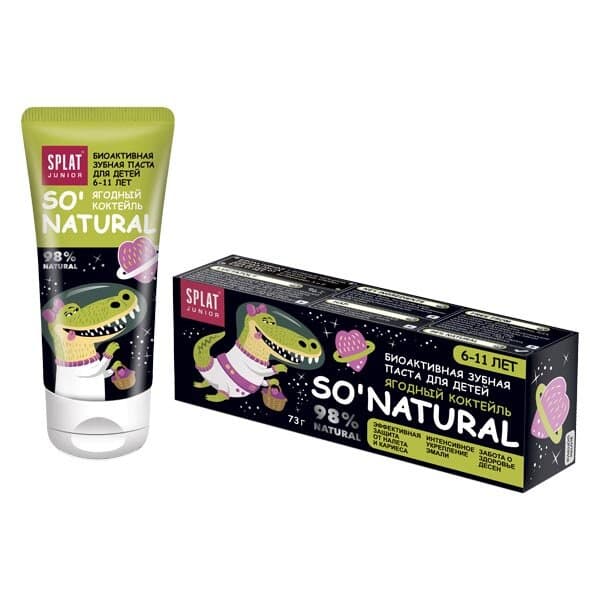 SPLAT
JUNIOR
БИОАКТИВНАЯ
ЗУБНАЯ ПАСТА
ДЛЯ ДЕТЕЙ
6-11 ЛЕТ
SO'
NATURAL
ЯГОДНЫЙ
КОКТЕЙЛЬ
98%
NATURAL
SPLAT
JUNIOR
6-11 ЛЕТ
БИОАКТИВНАЯ ЗУБНАЯ
ПАСТА ДЛЯ ДЕТЕЙ
ЯГОДНЫЙ КОКТЕЙЛЬ
SO'NATURAL
73 г
98%
NATURAL
ЭФФЕКТИВНАЯ
ЗАЩИТА
ОТ НАЛЕТА
И КАРИЕСА
ИНТЕНСИВНОЕ
УКРЕПЛЕНИЕ
ЭМАЛИ
ЗАБОТА О
ЗДОРОВЬЕ
ДЕСЕН